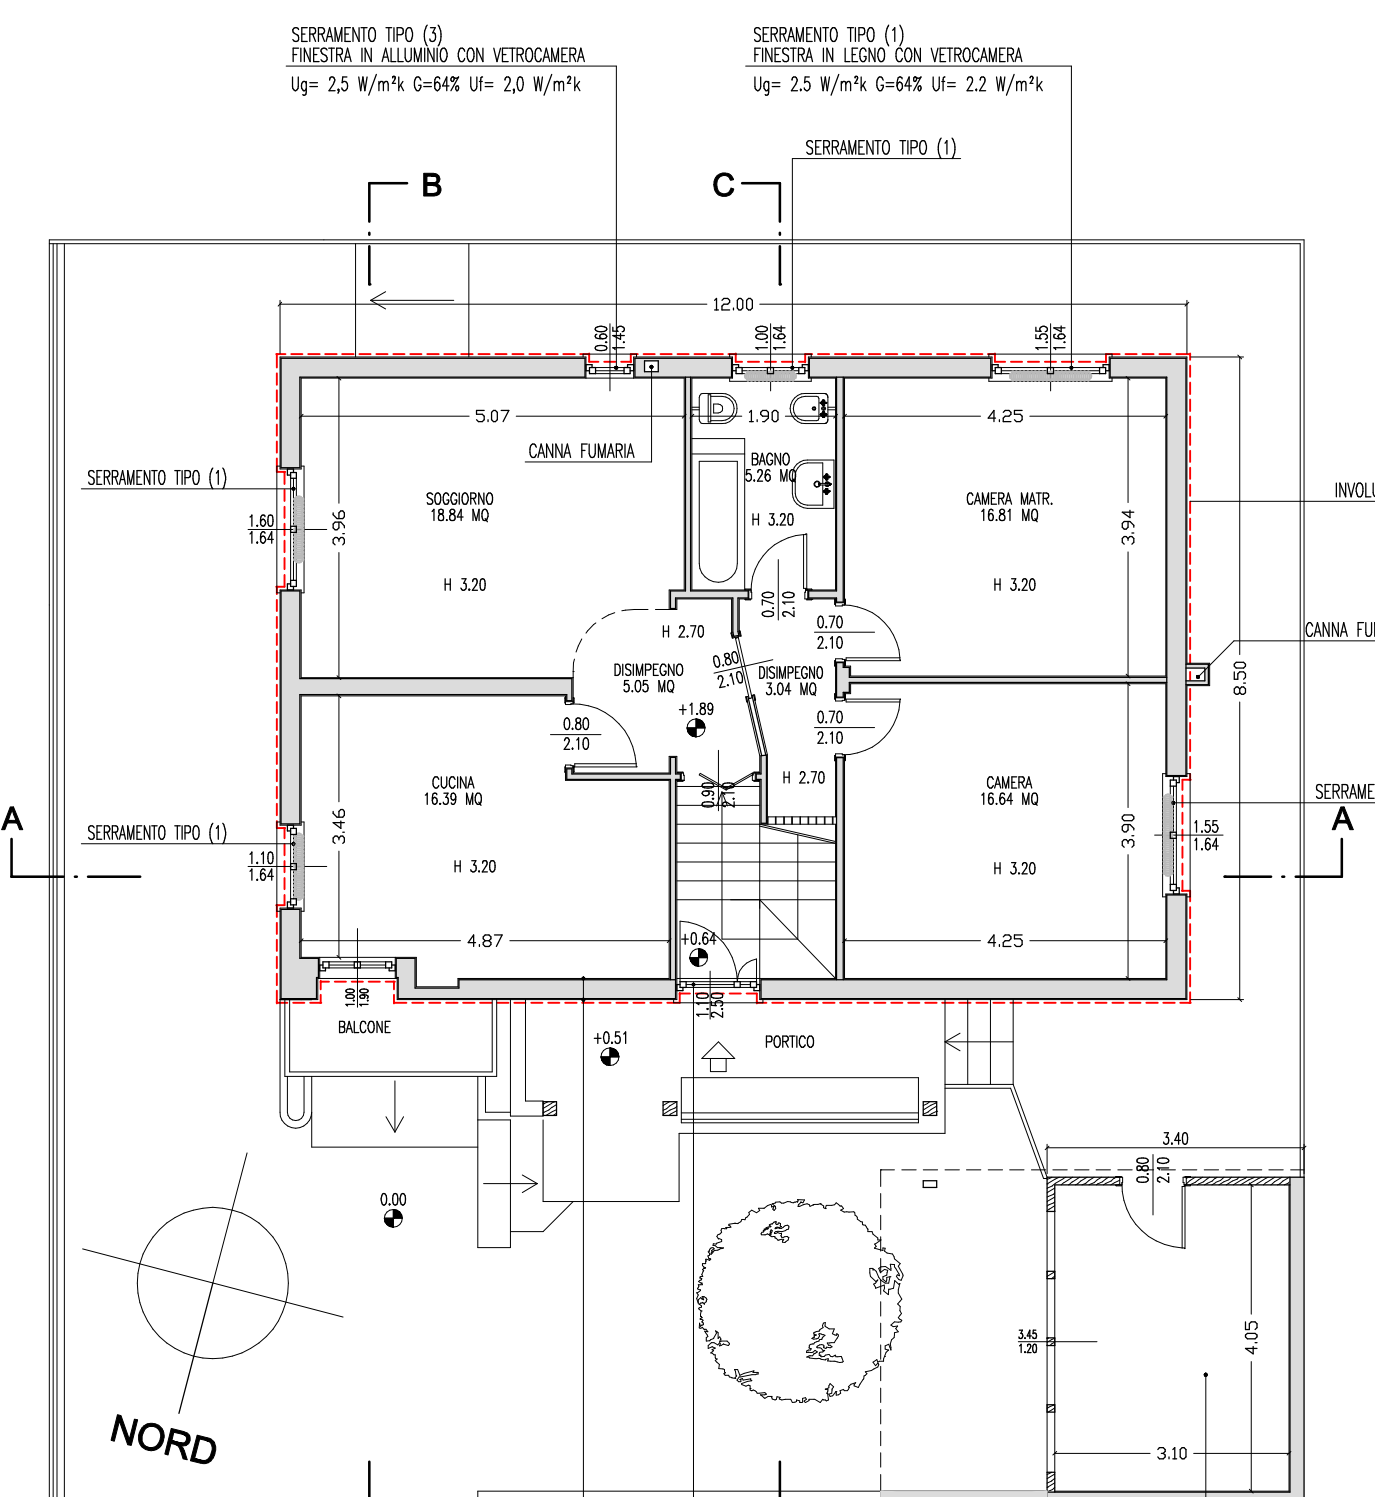 SERRAMENTO TIPO (3)
FINESTRA IN ALLUMINIO CON VETROCAMERA
Ug= 2,5 W/m²k G=64% Uf= 2,0 W/m²k
SERRAMENTO TIPO (1)
FINESTRA IN LEGNO CON VETROCAMERA
Ug= 2.5 W/m²k G=64% Uf= 2.2 W/m²k
SERRAMENTO TIPO (1)
B
C
12.00
0.60
1.45
1.00
1.64
1.55
1.64
5.07
1.90
4.25
CANNA FUMARIA
BAGNO
5.26 MQ
H 3.20
SERRAMENTO TIPO (1)
1.60
1.64
3.96
SOGGIORNO
18.84 MQ
H 3.20
CAMERA MATR.
16.81 MQ
H 3.20
3.94
INVOLU
CANNA FU
8.50
0.70
2.10
0.70
2.10
H 2.70
0.80
2.10
DISIMPEGNO
5.05 MQ
DISIMPEGNO
3.04 MQ
+1.89
0.80
2.10
0.70
2.10
H 2.70
CUCINA
16.39 MQ
H 3.20
3.46
0.90
2.10
CAMERA
16.64 MQ
H 3.20
3.90
SERRAME
A
A
SERRAMENTO TIPO (1)
1.10
1.64
1.55
1.64
4.87
4.25
+0.64
1.00
1.90
1.10
2.50
BALCONE
+0.51
PORTICO
3.40
0.80
2.10
0.00
4.05
3.45
1.20
3.10
NORD